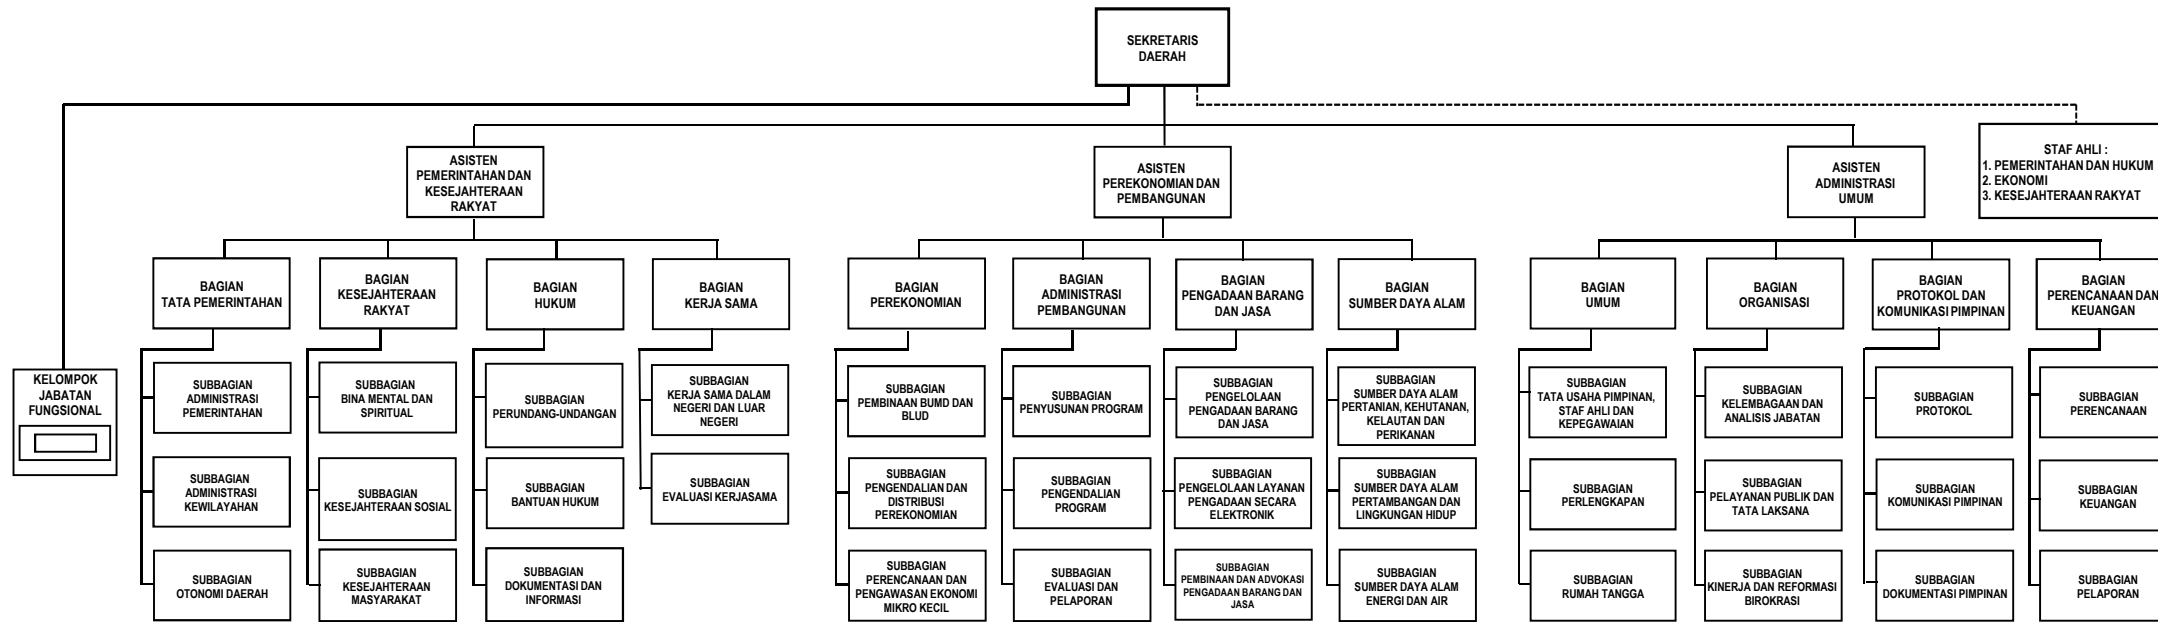 SEKRETARIS
DAERAH
STAF AHLI :
1. PEMERINTAHAN DAN HUKUM
2. EKONOMI
3. KESEJAHTERAAN RAKYAT
ASISTEN
PEMERINTAHAN DAN
KESEJAHTERAAN
RAKYAT
ASISTEN
PEREKONOMIAN DAN
PEMBANGUNAN
ASISTEN
ADMINISTRASI
UMUM
BAGIAN
TATA PEMERINTAHAN
BAGIAN
KESEJAHTERAAN
RAKYAT
BAGIAN
HUKUM
BAGIAN
KERJA SAMA
BAGIAN
PEREKONOMIAN
BAGIAN
ADMINISTRASI
PEMBANGUNAN
BAGIAN
PENGADAAN BARANG
DAN JASA
BAGIAN
SUMBER DAYA ALAM
BAGIAN
UMUM
BAGIAN
ORGANISASI
BAGIAN
PROTOKOL DAN
KOMUNIKASI PIMPINAN
BAGIAN
PERENCANAAN DAN
KEUANGAN
KELOMPOK
JABATAN
FUNGSIONAL
SUBBAGIAN
ADMINISTRASI
PEMERINTAHAN
SUBBAGIAN
BINA MENTAL DAN
SPIRITUAL
SUBBAGIAN
PERUNDANG-UNDANGAN
SUBBAGIAN
KERJA SAMA DALAM
NEGERI DAN LUAR
NEGERI
SUBBAGIAN
PEMBINAAN BUMD DAN
BLUD
SUBBAGIAN
PENYUSUNAN PROGRAM
SUBBAGIAN
PENGELOLAAN
PENGADAAN BARANG
DAN JASA
SUBBAGIAN
SUMBER DAYA ALAM
PERTANIAN, KEHUTANAN,
KELAUTAN DAN
PERIKANAN
SUBBAGIAN
TATA USAHA PIMPINAN,
STAF AHLI DAN
KEPEGAWAIAN
SUBBAGIAN
KELEMBAGAAN DAN
ANALISIS JABATAN
SUBBAGIAN
PROTOKOL
SUBBAGIAN
PERENCANAAN
SUBBAGIAN
ADMINISTRASI
KEWILAYAHAN
SUBBAGIAN
KESEJAHTERAAN SOSIAL
SUBBAGIAN
BANTUAN HUKUM
SUBBAGIAN
EVALUASI KERJASAMA
SUBBAGIAN
PENGENDALIAN DAN
DISTRIBUSI
PEREKONOMIAN
SUBBAGIAN
PENGENDALIAN
PROGRAM
SUBBAGIAN
PENGELOLAAN LAYANAN
PENGADAAN SECARA
ELEKTRONIK
SUBBAGIAN
SUMBER DAYA ALAM
PERTAMBANGAN DAN
LINGKUNGAN HIDUP
SUBBAGIAN
PERLENGKAPAN
SUBBAGIAN
PELAYANAN PUBLIK DAN
TATA LAKSANA
SUBBAGIAN
KOMUNIKASI PIMPINAN
SUBBAGIAN
KEUANGAN
SUBBAGIAN
OTONOMI DAERAH
SUBBAGIAN
KESEJAHTERAAN
MASYARAKAT
SUBBAGIAN
DOKUMENTASI DAN
INFORMASI
SUBBAGIAN
PERENCANAAN DAN
PENGAWASAN EKONOMI
MIKRO KECIL
SUBBAGIAN
EVALUASI DAN
PELAPORAN
SUBBAGIAN
PEMBINAAN DAN ADVOKASI
PENGADAAN BARANG DAN
JASA
SUBBAGIAN
SUMBER DAYA ALAM
ENERGI DAN AIR
SUBBAGIAN
RUMAH TANGGA
SUBBAGIAN
KINERJA DAN REFORMASI
BIROKRASI
SUBBAGIAN
DOKUMENTASI PIMPINAN
SUBBAGIAN
PELAPORAN